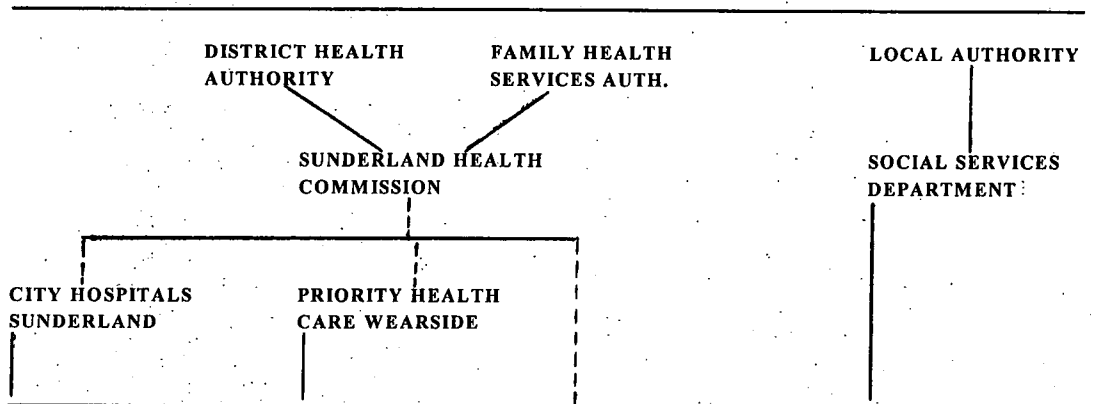 DISTRICT HEALTH
AUTHORITY
FAMILY HEALTH
SERVICES AUTH.
LOCAL AUTHORITY
SUNDERLAND HEALTH
COMMISSION
SOCIAL SERVICES
DEPARTMENT
CITY HOSPITALS
SUNDERLAND
PRIORITY HEALTH
CARE WEARSIDE